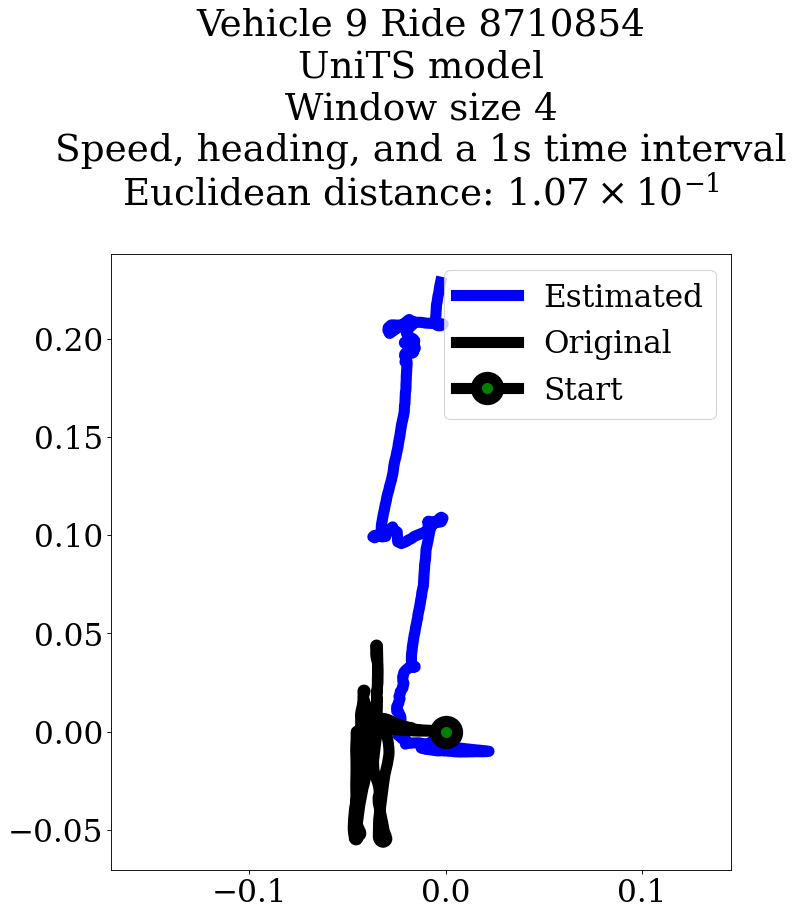 Vehicle 9 Ride 8710854
UniTS model
Window size 4
Speed, heading, and a 1s time interval
Euclidean distance: 1.07 × 10⁻¹
Estimated
Original
Start
0.20
0.15
0.10
0.05
0.00
−0.05
−0.1
0.0
0.1